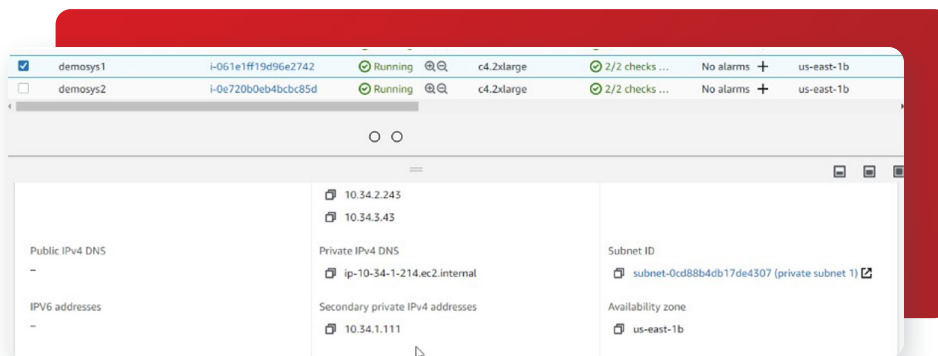 demosys1 i-061e1ff19d96e2742 Running c4.2xlarge 2/2 checks ... No alarms + us-east-1b
demosys2 i-0e720b0eb4bcbc85d Running c4.2xlarge 2/2 checks ... No alarms + us-east-1b
10.34.2.243
10.34.3.43
Public IPv4 DNS Private IPv4 DNS Subnet ID
– ip-10-34-1-214.ec2.internal subnet-0cd88b4db17de4307 (private subnet 1)
IPV6 addresses Secondary private IPv4 addresses Availability zone
– 10.34.1.111 us-east-1b